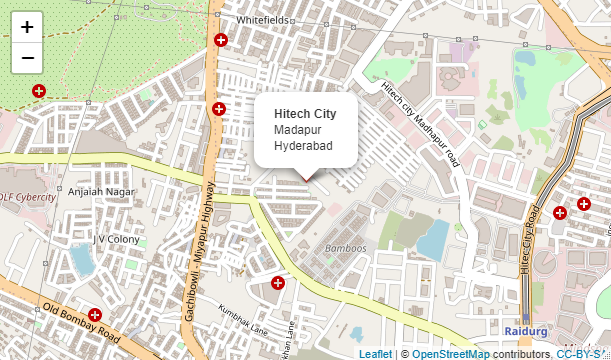 +
−
Whitefields
Hitech City
Madapur
Hyderabad
Hitech city Madhapur road
DLF Cybercity
Anjaiah Nagar
J V Colony
Gachibowli - Miyapur Highway
Bamboos
Hitec City Road
Old Bombay Road
Kumbhak Lane
Raidurg
Leaflet | © OpenStreetMap contributors, CC-BY-SA